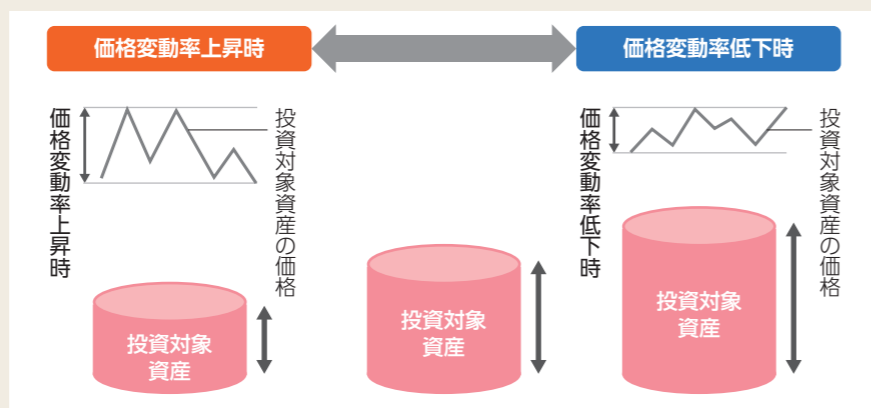 価格変動率上昇時
価格変動率低下時
価格変動率上昇時
投資対象資産の価格
価格変動率低下時
投資対象資産の価格
投資対象
資産
投資対象
資産
投資対象
資産